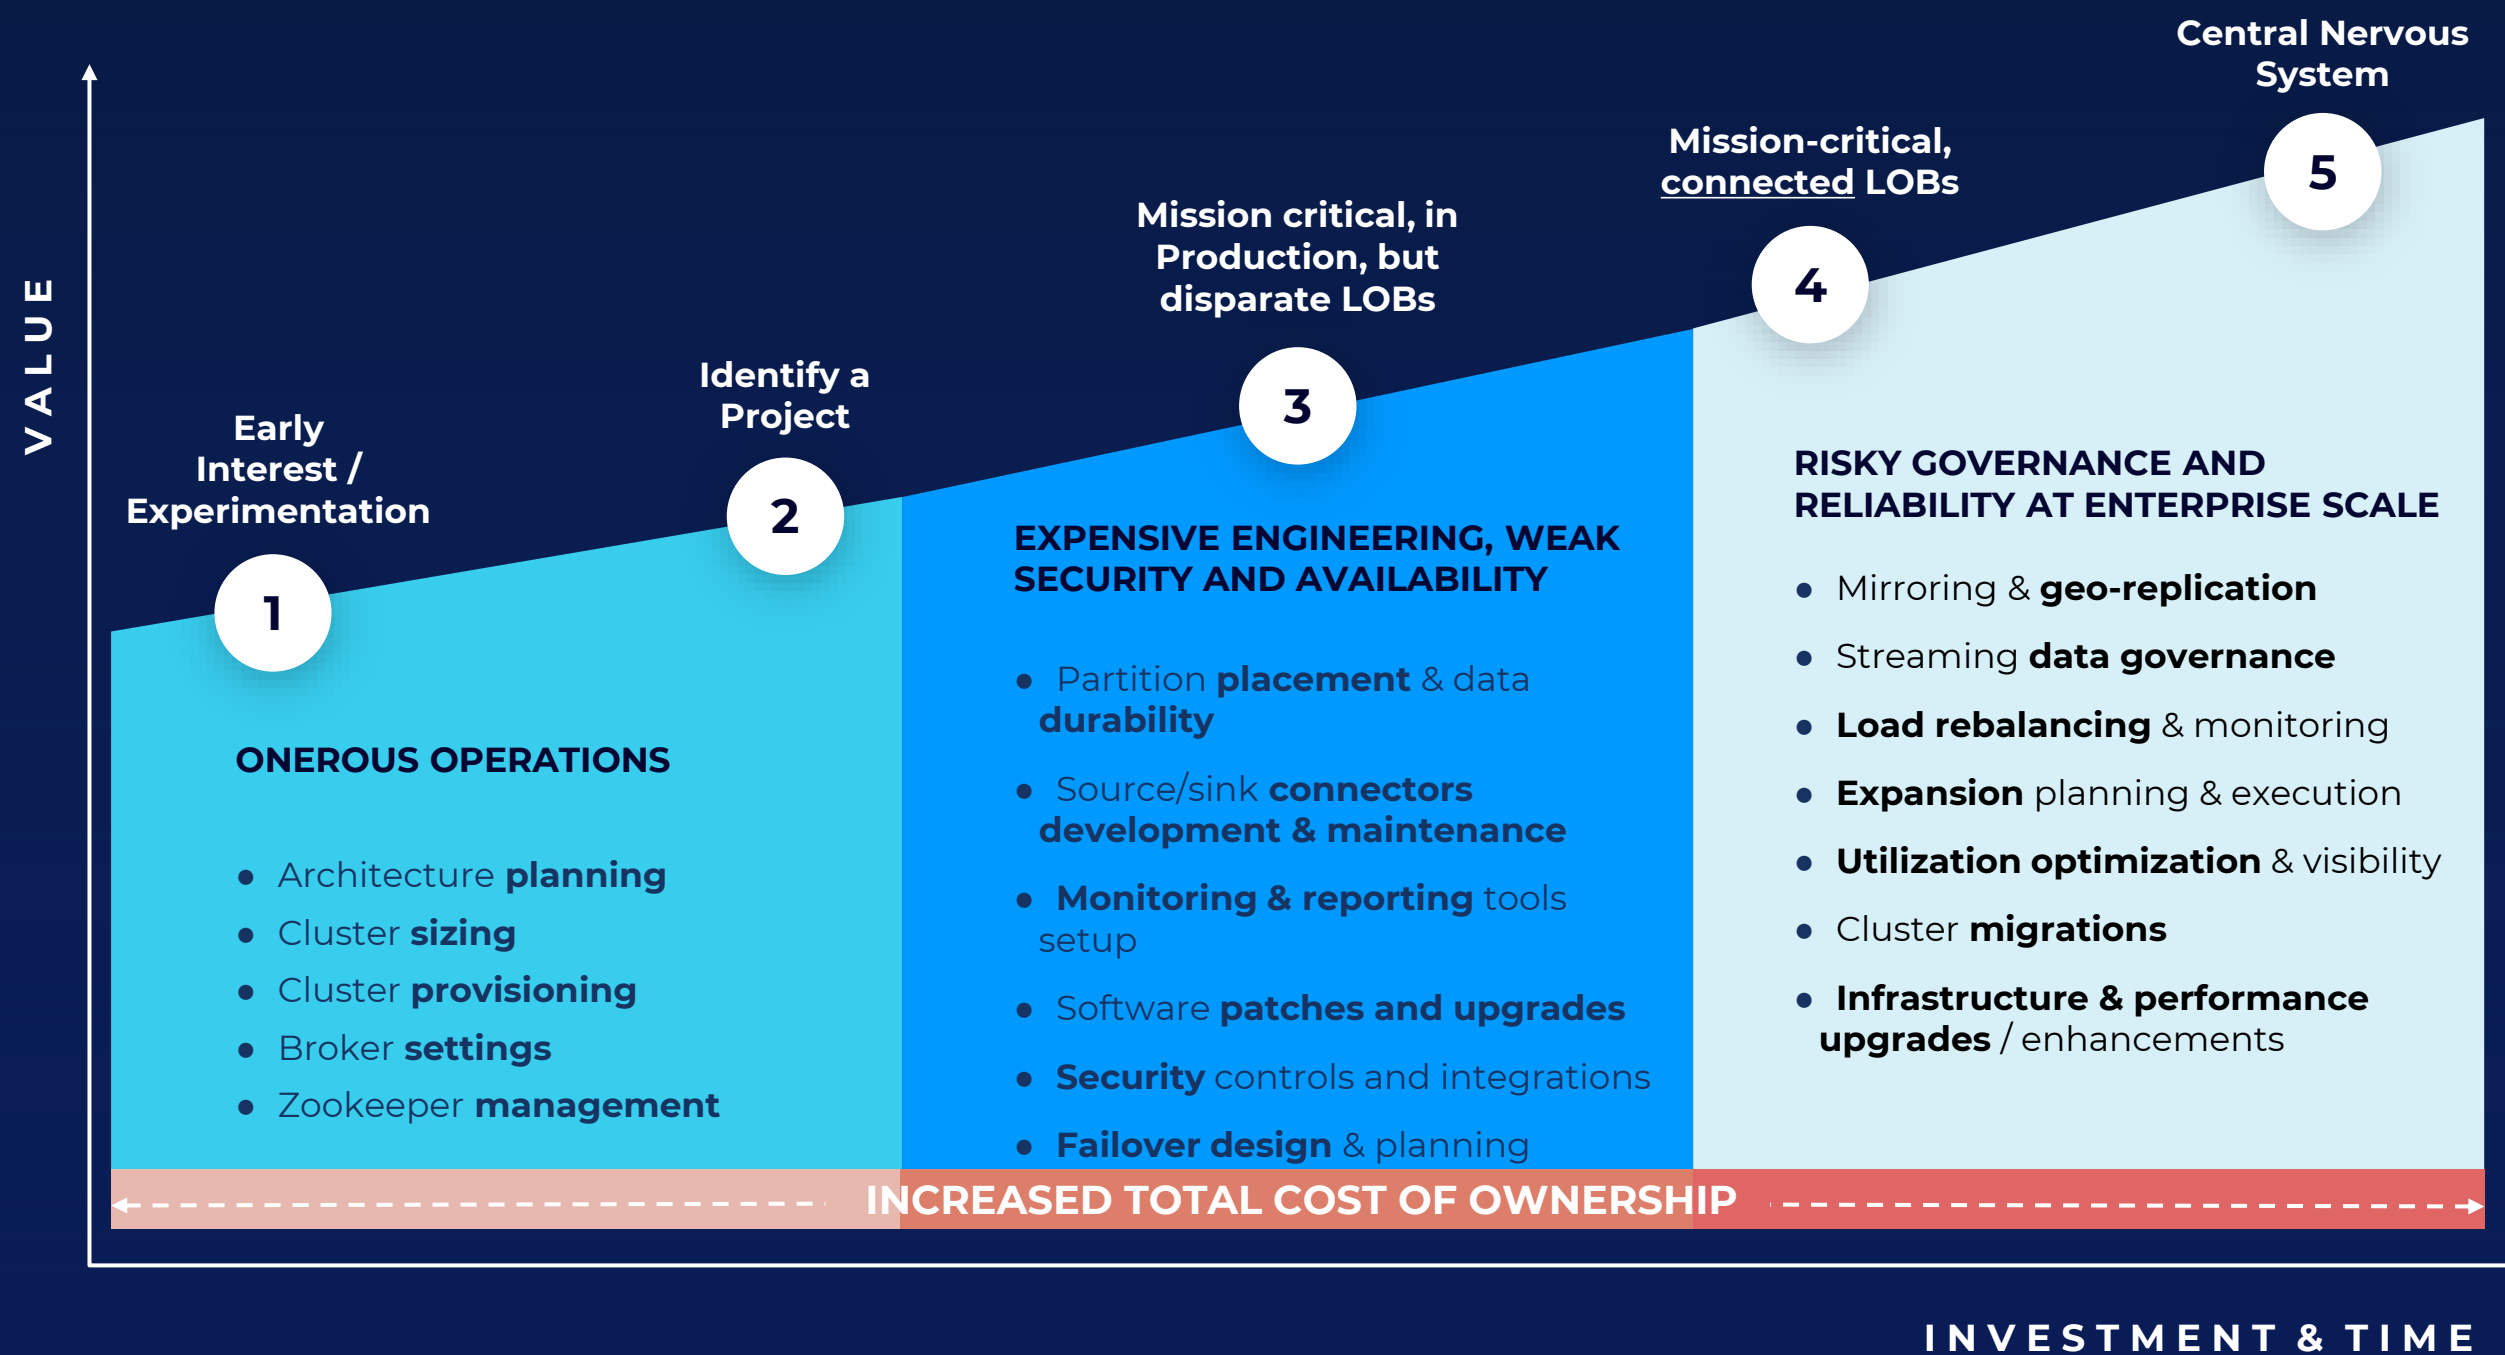 Central Nervous
System
5
Mission-critical,
connected LOBs
4
Mission critical, in
Production, but
disparate LOBs
3
Identify a
Project
2
Early
Interest /
Experimentation
1
VALUE
ONEROUS OPERATIONS
● Architecture planning
● Cluster sizing
● Cluster provisioning
● Broker settings
● Zookeeper management
EXPENSIVE ENGINEERING, WEAK
SECURITY AND AVAILABILITY
● Partition placement & data
durability
● Source/sink connectors
development & maintenance
● Monitoring & reporting tools
setup
● Software patches and upgrades
● Security controls and integrations
● Failover design & planning
RISKY GOVERNANCE AND
RELIABILITY AT ENTERPRISE SCALE
● Mirroring & geo-replication
● Streaming data governance
● Load rebalancing & monitoring
● Expansion planning & execution
● Utilization optimization & visibility
● Cluster migrations
● Infrastructure & performance
upgrades / enhancements
INCREASED TOTAL COST OF OWNERSHIP
INVESTMENT & TIME